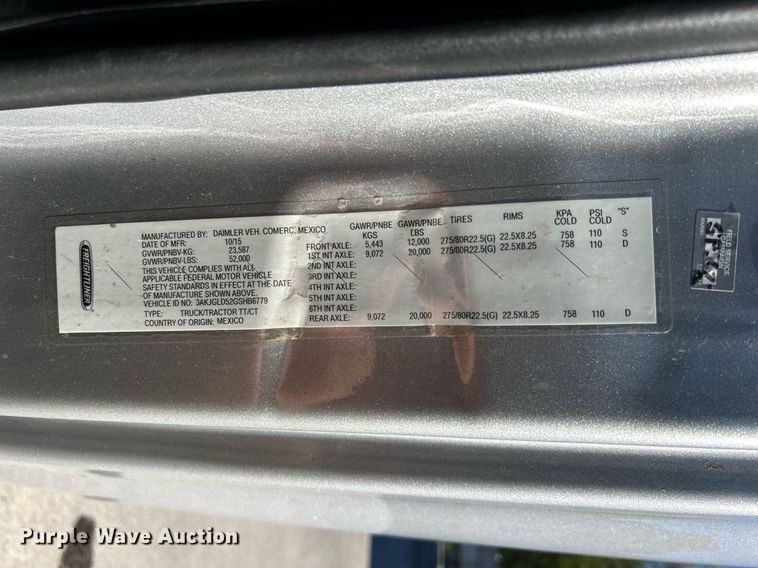 FREIGHTLINER
MANUFACTURED BY: DAIMLER VEH. COMERC. MEXICO
DATE OF MFR: 10/15
GVWR/PNBV-KG: 23,587
GVWR/PNBV-LBS: 52,000
THIS VEHICLE COMPLIES WITH ALL
APPLICABLE FEDERAL MOTOR VEHICLE
SAFETY STANDARDS IN EFFECT AT THE DATE
OF MANUFACTURE SHOWN ABOVE.
VEHICLE ID NO: 3AKJGLD52GSHB6779
TYPE: TRUCK/TRACTOR TT/CT
COUNTRY OF ORIGIN: MEXICO
GAWR/PNBE KGS GAWR/PNBE LBS TIRES RIMS KPA COLD PSI COLD "S"
FRONT AXLE: 5,443 12,000 275/80R22.5(G) 22.5X8.25 758 110 S
1ST INT AXLE: 9,072 20,000 275/80R22.5(G) 22.5X8.25 758 110 D
2ND INT AXLE:
3RD INT AXLE:
4TH INT AXLE:
5TH INT AXLE:
6TH INT AXLE:
REAR AXLE: 9,072 20,000 275/80R22.5(G) 22.5X8.25 758 110 D
Purple Wave Auction